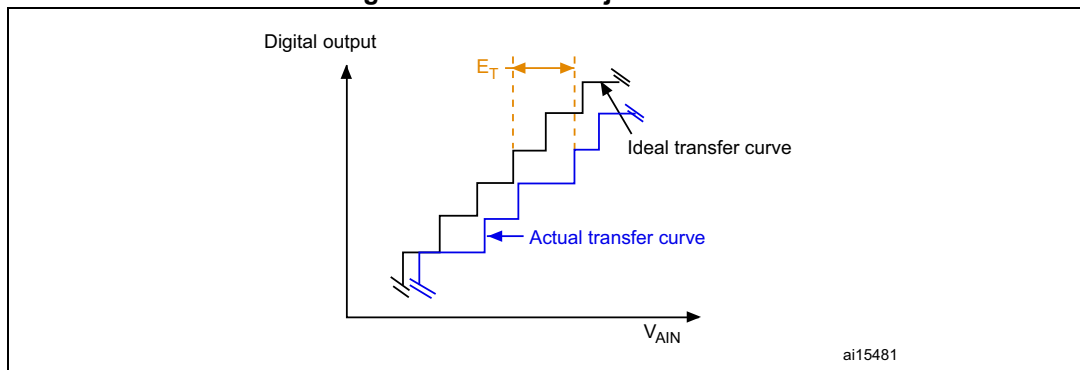 Digital output
E_T
Ideal transfer curve
Actual transfer curve
V_AIN
ai15481